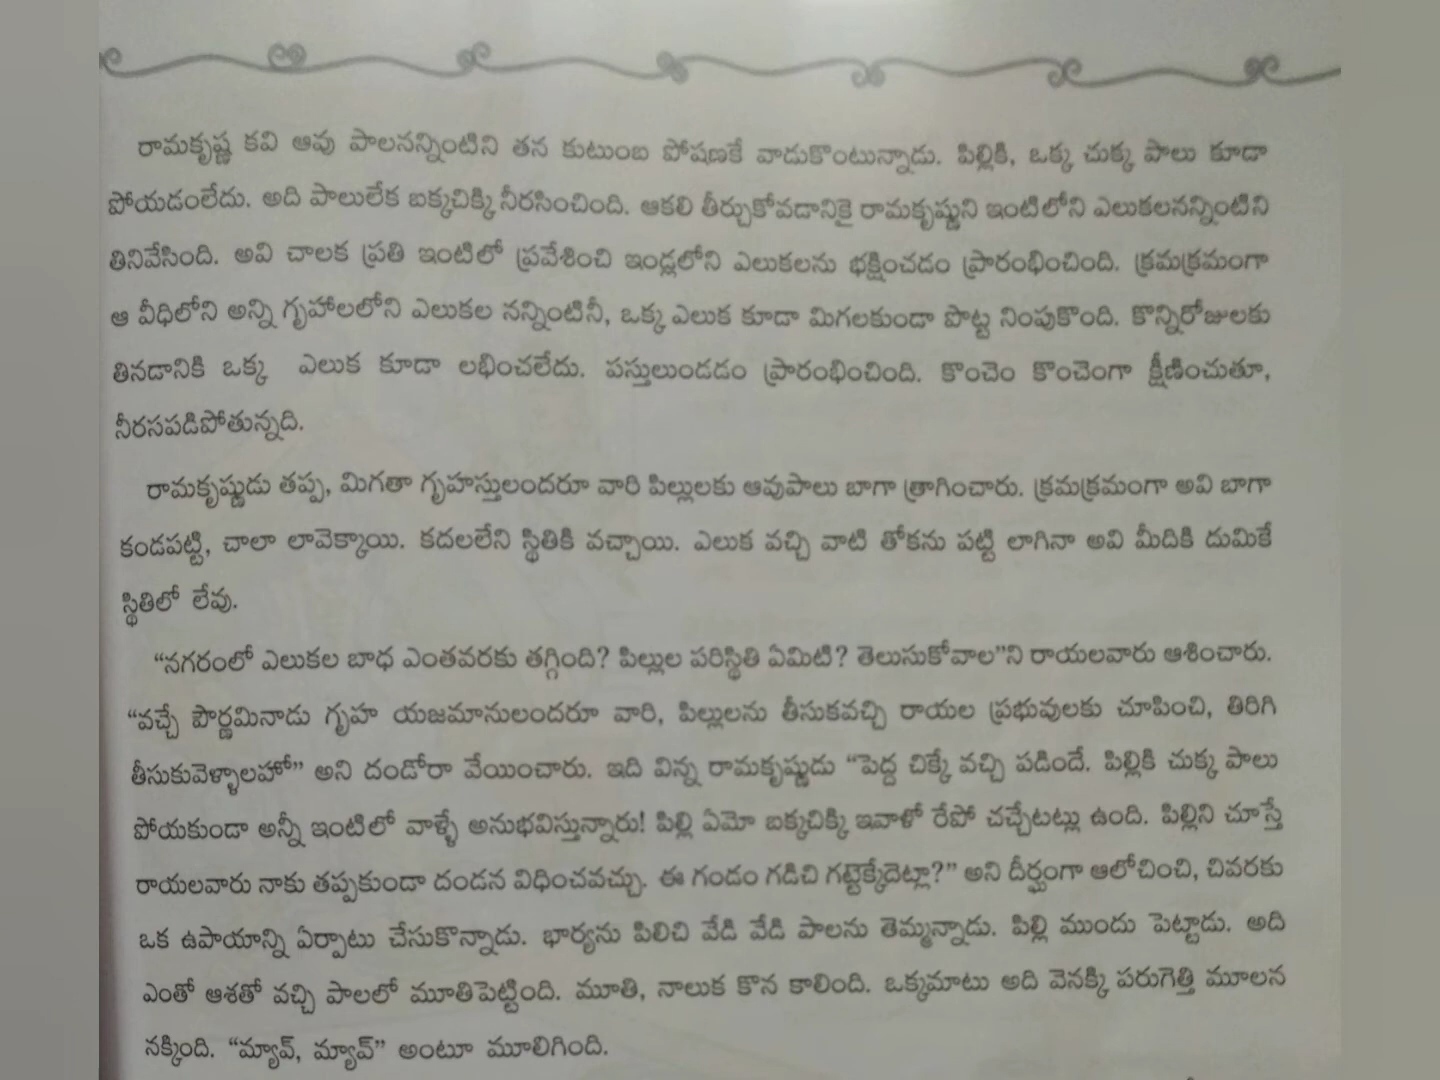 రామకృష్ణ కవి ఆవు పాలనన్నింటిని తన కుటుంబ పోషణకే వాడుకొంటున్నాడు. పిల్లికి, ఒక్క చుక్క పాలు కూడా
పోయడంలేదు. అది పాలులేక బక్కచిక్కి నీరసించింది. ఆకలి తీర్చుకోవడానికై రామకృష్ణుని ఇంటిలోని ఎలుకలనన్నింటిని
తినివేసింది. అవి చాలక ప్రతి ఇంటిలో ప్రవేశించి ఇండ్లలోని ఎలుకలను భక్షించడం ప్రారంభించింది. క్రమక్రమంగా
ఆ వీధిలోని అన్ని గృహాలలోని ఎలుకల నన్నింటినీ, ఒక్క ఎలుక కూడా మిగలకుండా పొట్ట నింపుకొంది. కొన్నిరోజులకు
తినడానికి ఒక్క ఎలుక కూడా లభించలేదు. పస్తులుండడం ప్రారంభించింది. కొంచెం కొంచెంగా క్షీణించుతూ,
నీరసపడిపోతున్నది.
రామకృష్ణుడు తప్ప, మిగతా గృహస్తులందరూ వారి పిల్లులకు ఆవుపాలు బాగా త్రాగించారు. క్రమక్రమంగా అవి బాగా
కండపట్టి, చాలా లావెక్కాయి. కదలలేని స్థితికి వచ్చాయి. ఎలుక వచ్చి వాటి తోకను పట్టి లాగినా అవి మీదికి దుమికే
స్థితిలో లేవు.
“నగరంలో ఎలుకల బాధ ఎంతవరకు తగ్గింది? పిల్లుల పరిస్థితి ఏమిటి? తెలుసుకోవాల”ని రాయలవారు ఆశించారు.
“వచ్చే పౌర్ణమినాడు గృహ యజమానులందరూ వారి, పిల్లులను తీసుకవచ్చి రాయల ప్రభువులకు చూపించి, తిరిగి
తీసుకువెళ్ళాలహో” అని దండోరా వేయించారు. ఇది విన్న రామకృష్ణుడు “పెద్ద చిక్కే వచ్చి పడిందే. పిల్లికి చుక్క పాలు
పోయకుండా అన్నీ ఇంటిలో వాళ్ళే అనుభవిస్తున్నారు! పిల్లి ఏమో బక్కచిక్కి ఇవాళో రేపో చచ్చేటట్లు ఉంది. పిల్లిని చూస్తే
రాయలవారు నాకు తప్పకుండా దండన విధించవచ్చు. ఈ గండం గడిచి గట్టెక్కేదెట్లా?” అని దీర్ఘంగా ఆలోచించి, చివరకు
ఒక ఉపాయాన్ని ఏర్పాటు చేసుకొన్నాడు. భార్యను పిలిచి వేడి వేడి పాలను తెమ్మన్నాడు. పిల్లి ముందు పెట్టాడు. అది
ఎంతో ఆశతో వచ్చి పాలలో మూతిపెట్టింది. మూతి, నాలుక కొన కాలింది. ఒక్కమాటు అది వెనక్కి పరుగెత్తి మూలన
నక్కింది. “మ్యావ్, మ్యావ్” అంటూ మూలిగింది.